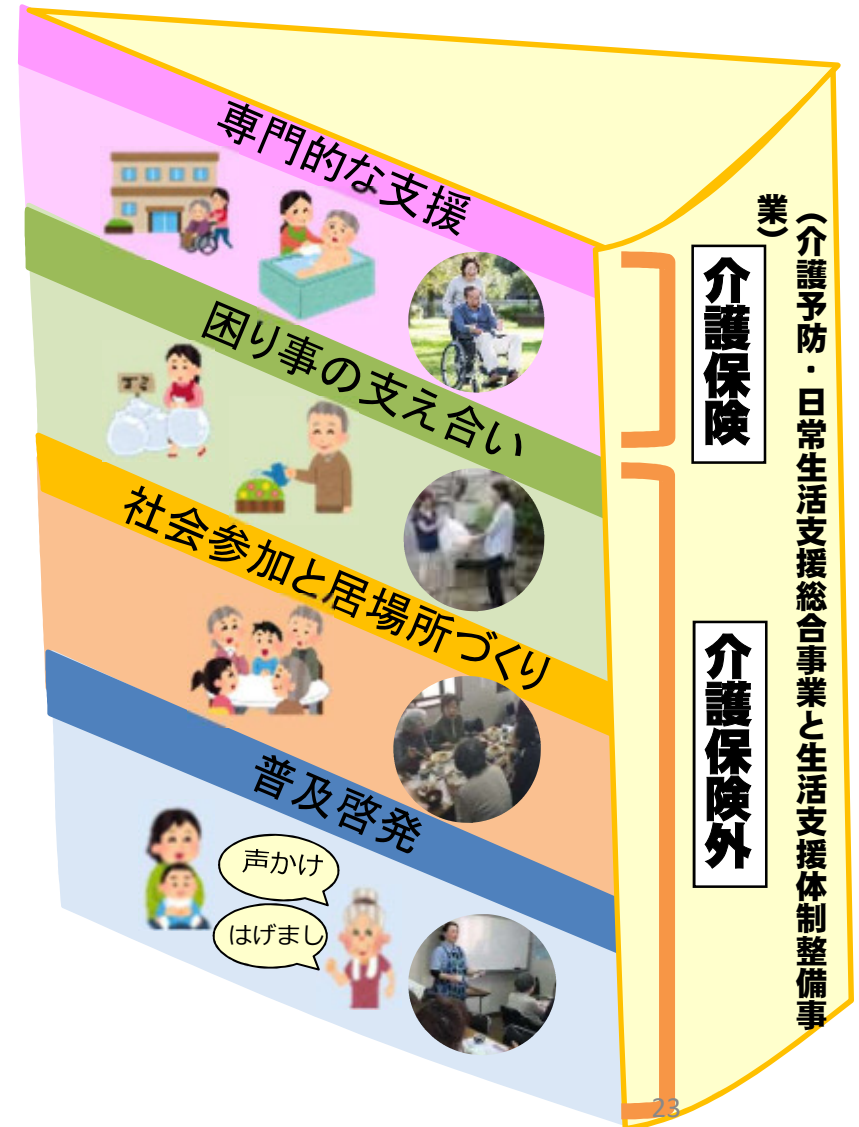 専門的な支援
困り事の支え合い
ゴミ
社会参加と居場所づくり
普及啓発
声かけ
はげまし
介護保険
介護保険外
（介護予防・日常生活支援総合事業と生活支援体制整備事
業）
23